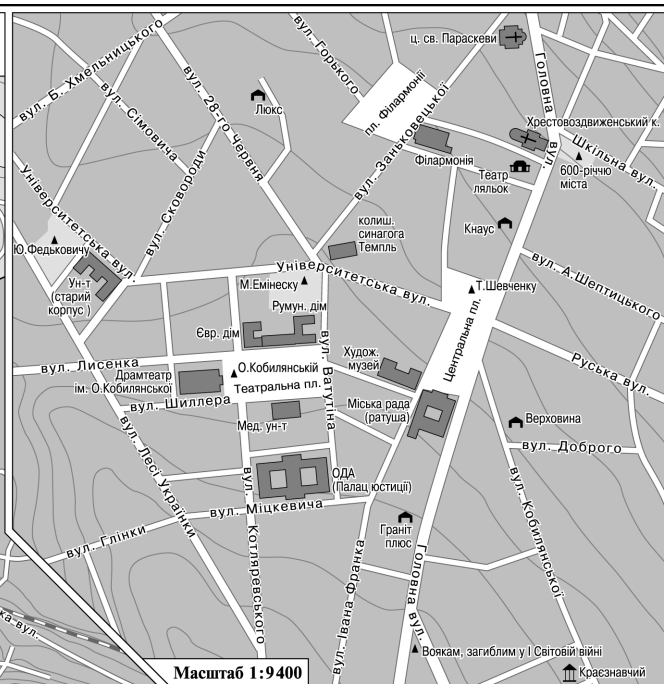 ц. св. Параскеви
Головна
вул.
вул. Б. Хмельницького
вул. Сімовича
вул. 28-го червня
вул. Горького
пл. Філармонії
Люкс
Хрестовоздвиженський к.
Шкільна вул.
Філармонія
вул. Заньковецької
Театр
ляльок
600-річчю
міста
Університетська вул.
вул. Сковороди
колиш.
синагога
Темпль
Кнаус
Ю.Федьковичу
Ун-т
(старий
корпус )
Університетська вул.
М.Емінеску
Т.Шевченку
вул. А.Шептицького
Румун. дім
Євр. дім
Центральна пл.
вул. Лисенка
вул. Ватутіна
Худож.
музей
Руська вул.
Драмтеатр
ім. О.Кобилянської
О.Кобилянській
Театральна пл.
вул. Шиллера
Міська рада
(ратуша)
Мед. ун-т
Верховина
вул. Доброго
вул. Лесі Українки
ОДА
(Палац юстиції)
вул. Кобилянської
вул. Міцкевича
вул. Глінки
Граніт
плюс
вул. Котляревського
вул. Івана Франка
Головна вул.
ка вул.
Воякам, загиблим у І Світовій війні
Масштаб 1:9400
Краєзнавчий